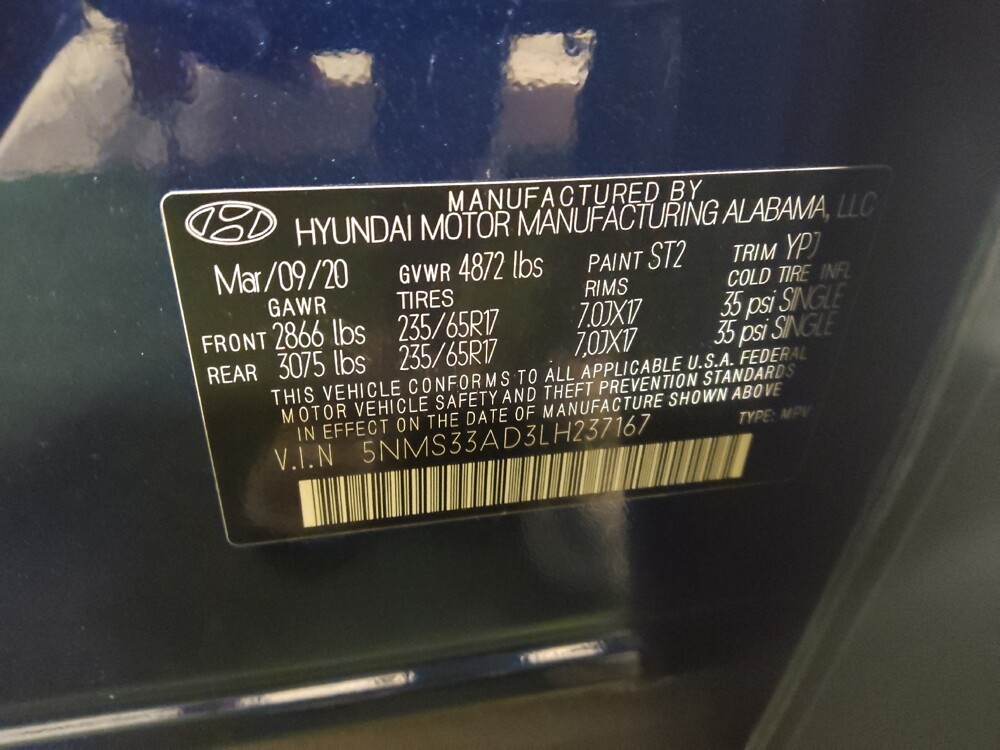 MANUFACTURED BY
HYUNDAI MOTOR MANUFACTURING ALABAMA, LLC
Mar/09/20 GVWR 4872 lbs PAINT ST2 TRIM YPJ
GAWR TIRES RIMS COLD TIRE INFL
FRONT 2866 lbs 235/65R17 7.0JX17 35 psi SINGLE
REAR 3075 lbs 235/65R17 7,0JX17 35 psi SINGLE
THIS VEHICLE CONFORMS TO ALL APPLICABLE U.S.A. FEDERAL
MOTOR VEHICLE SAFETY AND THEFT PREVENTION STANDARDS
IN EFFECT ON THE DATE OF MANUFACTURE SHOWN ABOVE
V.I.N 5NMS33AD3LH237167 TYPE: MPV